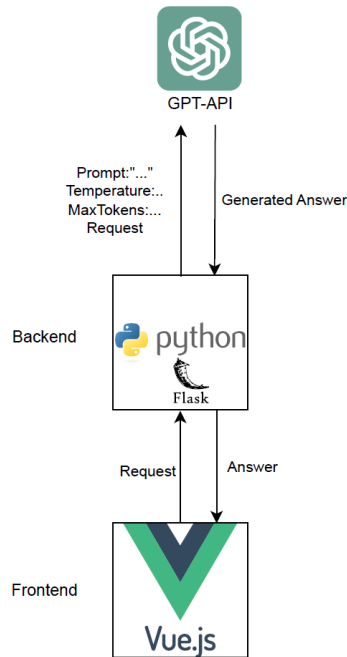 GPT-API
Prompt:"..."
Temperature:..
MaxTokens:...
Request
Generated Answer
Backend
python
Flask
Request
Answer
Frontend
Vue.js